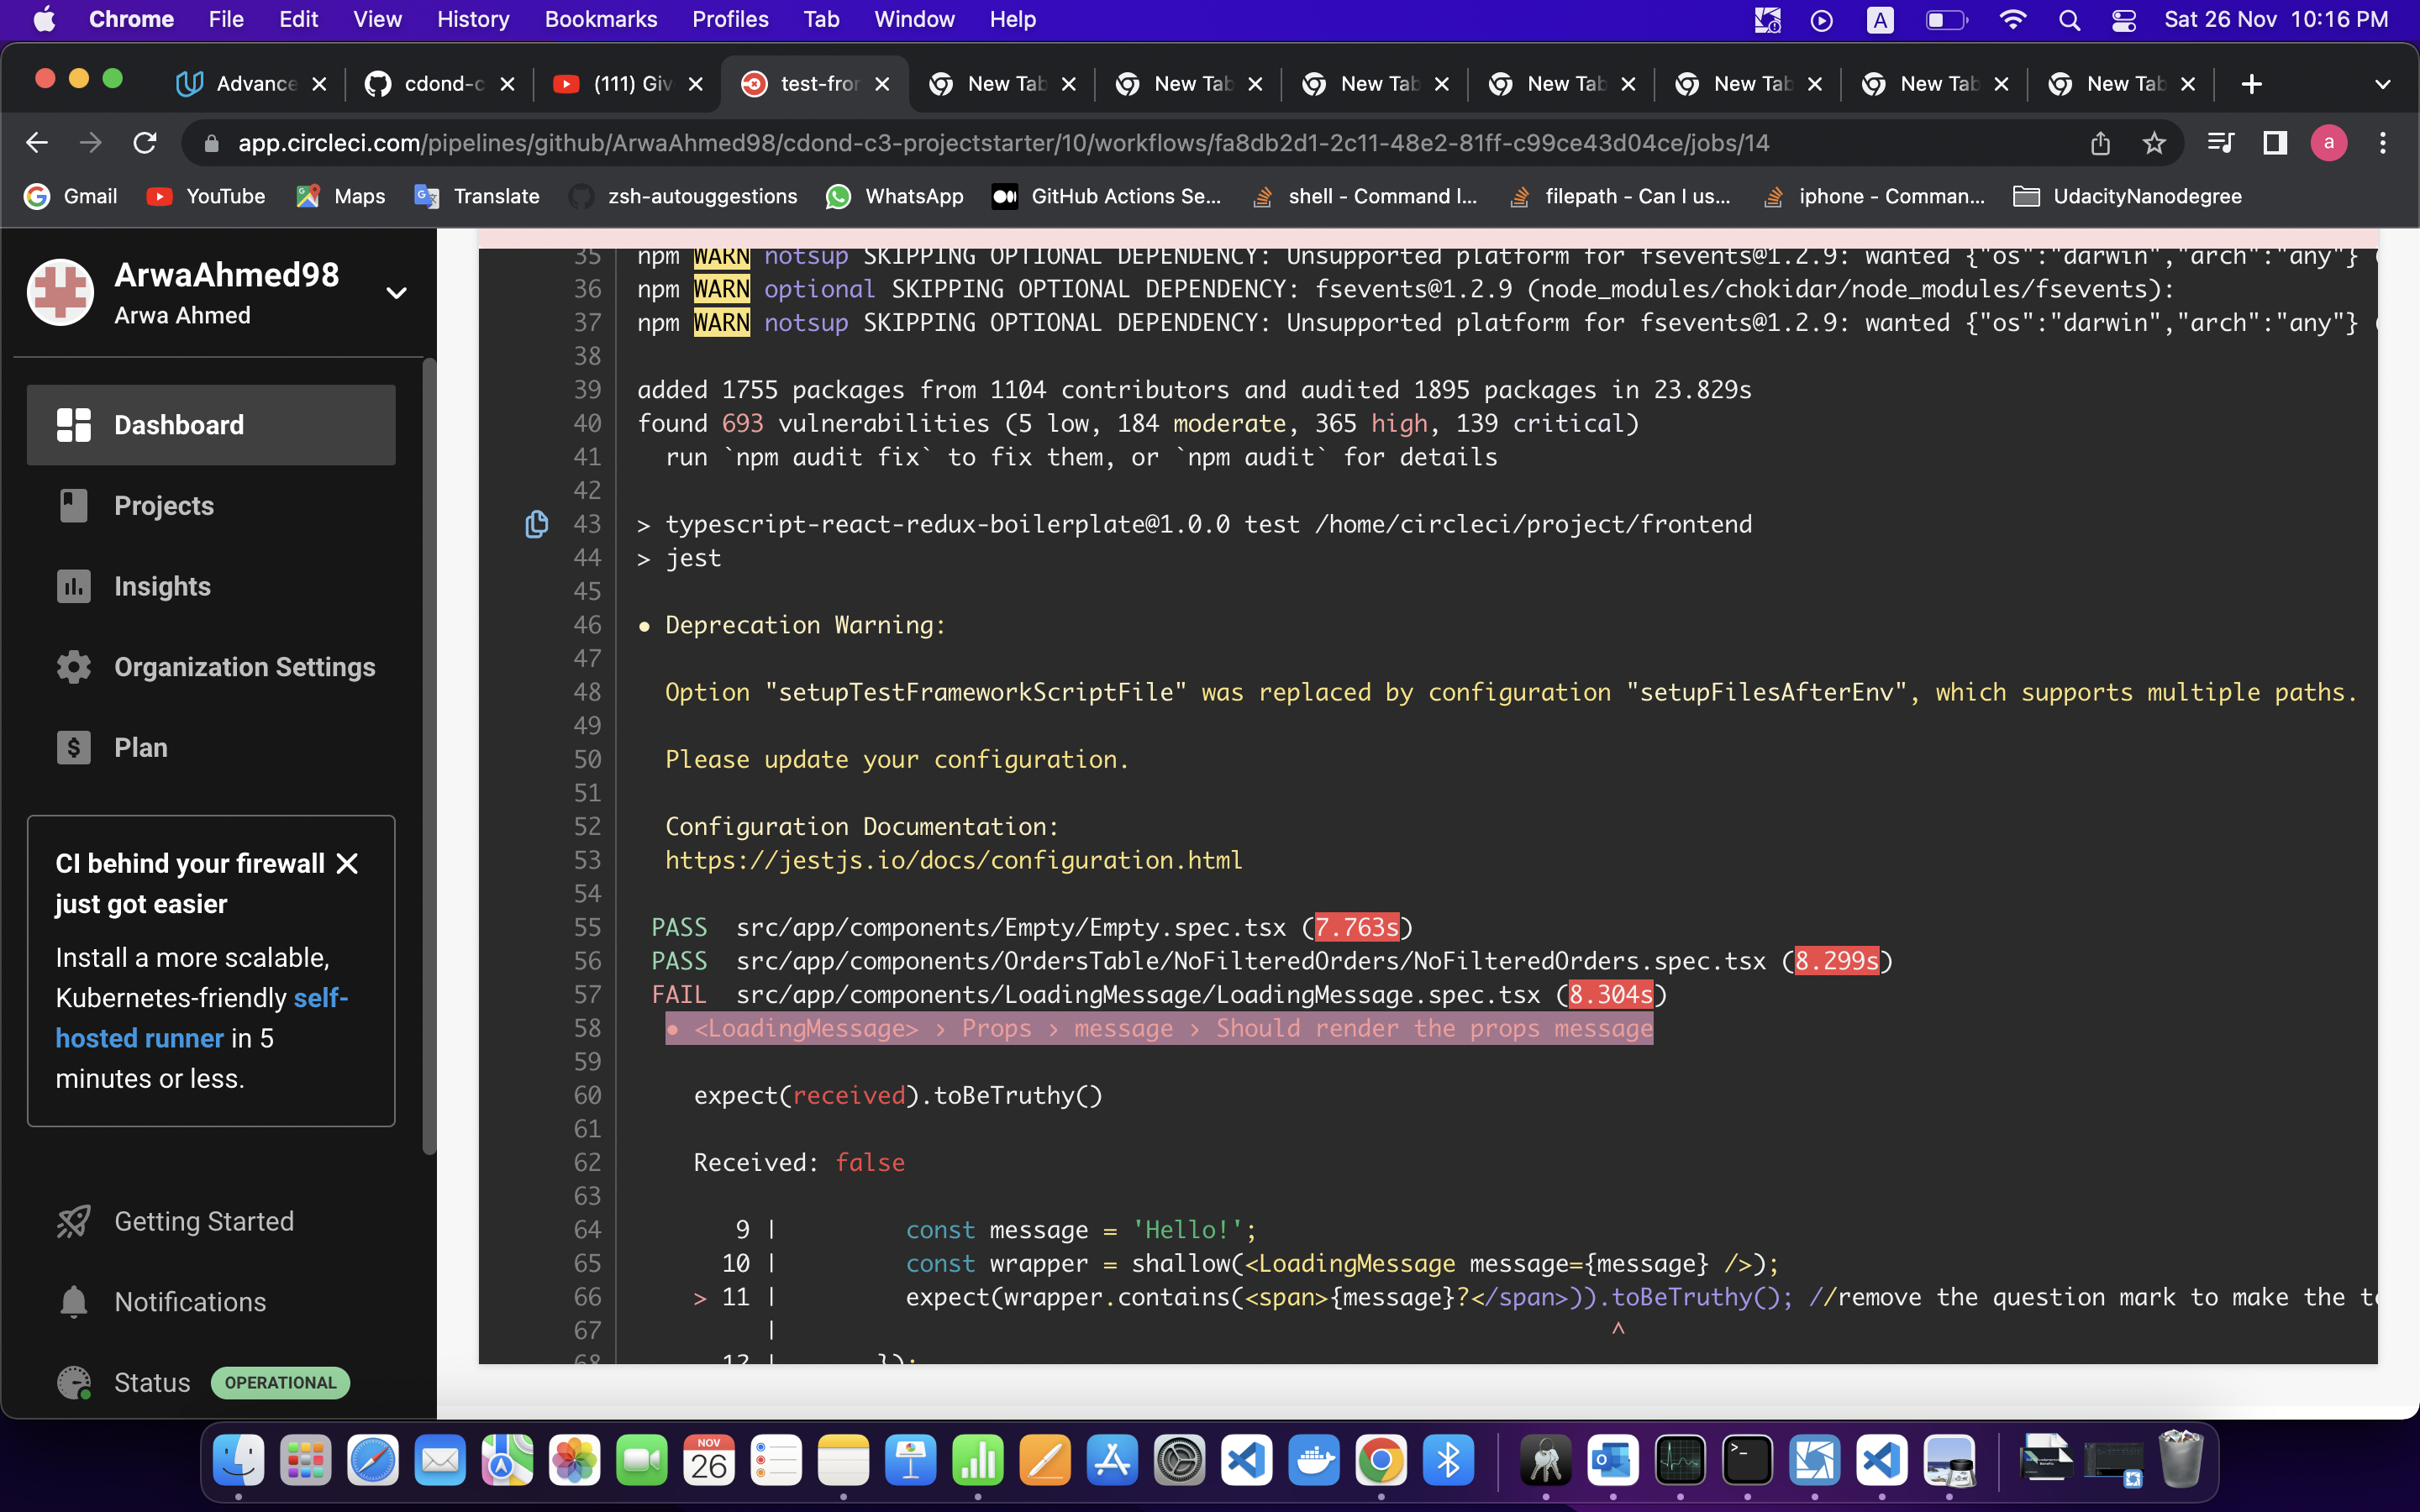 Chrome File Edit View History Bookmarks Profiles Tab Window Help A Sat 26 Nov 10:16 PM
Advance cdond-c (111) Giv test-fror New Tab New Tab New Tab New Tab New Tab New Tab New Tab
app.circleci.com/pipelines/github/ArwaAhmed98/cdond-c3-projectstarter/10/workflows/fa8db2d1-2c11-48e2-81ff-c99ce43d04ce/jobs/14 a
Gmail YouTube Maps Translate zsh-autouggestions WhatsApp GitHub Actions Se... shell - Command l... filepath - Can I us... iphone - Comman... UdacityNanodegree
ArwaAhmed98
Arwa Ahmed
Dashboard
Projects
Insights
Organization Settings
Plan
CI behind your firewall
just got easier
Install a more scalable,
Kubernetes-friendly self-
hosted runner in 5
minutes or less.
Getting Started
Notifications
Status OPERATIONAL
35 npm WARN notsup SKIPPING OPTIONAL DEPENDENCY: Unsupported platform for fsevents@1.2.9: wanted {"os":"darwin","arch":"any"} (
36 npm WARN optional SKIPPING OPTIONAL DEPENDENCY: fsevents@1.2.9 (node_modules/chokidar/node_modules/fsevents):
37 npm WARN notsup SKIPPING OPTIONAL DEPENDENCY: Unsupported platform for fsevents@1.2.9: wanted {"os":"darwin","arch":"any"} (
38
39 added 1755 packages from 1104 contributors and audited 1895 packages in 23.829s
40 found 693 vulnerabilities (5 low, 184 moderate, 365 high, 139 critical)
41 run `npm audit fix` to fix them, or `npm audit` for details
42
43 > typescript-react-redux-boilerplate@1.0.0 test /home/circleci/project/frontend
44 > jest
45
46 ● Deprecation Warning:
47
48 Option "setupTestFrameworkScriptFile" was replaced by configuration "setupFilesAfterEnv", which supports multiple paths.
49
50 Please update your configuration.
51
52 Configuration Documentation:
53 https://jestjs.io/docs/configuration.html
54
55 PASS src/app/components/Empty/Empty.spec.tsx (7.763s)
56 PASS src/app/components/OrdersTable/NoFilteredOrders/NoFilteredOrders.spec.tsx (8.299s)
57 FAIL src/app/components/LoadingMessage/LoadingMessage.spec.tsx (8.304s)
58 ● <LoadingMessage> › Props › message › Should render the props message
59
60 expect(received).toBeTruthy()
61
62 Received: false
63
64 9 | const message = 'Hello!';
65 10 | const wrapper = shallow(<LoadingMessage message={message} />);
66 > 11 | expect(wrapper.contains(<span>{message}?</span>)).toBeTruthy(); //remove the question mark to make the te
67 | ^
68 12 | });
NOV
26